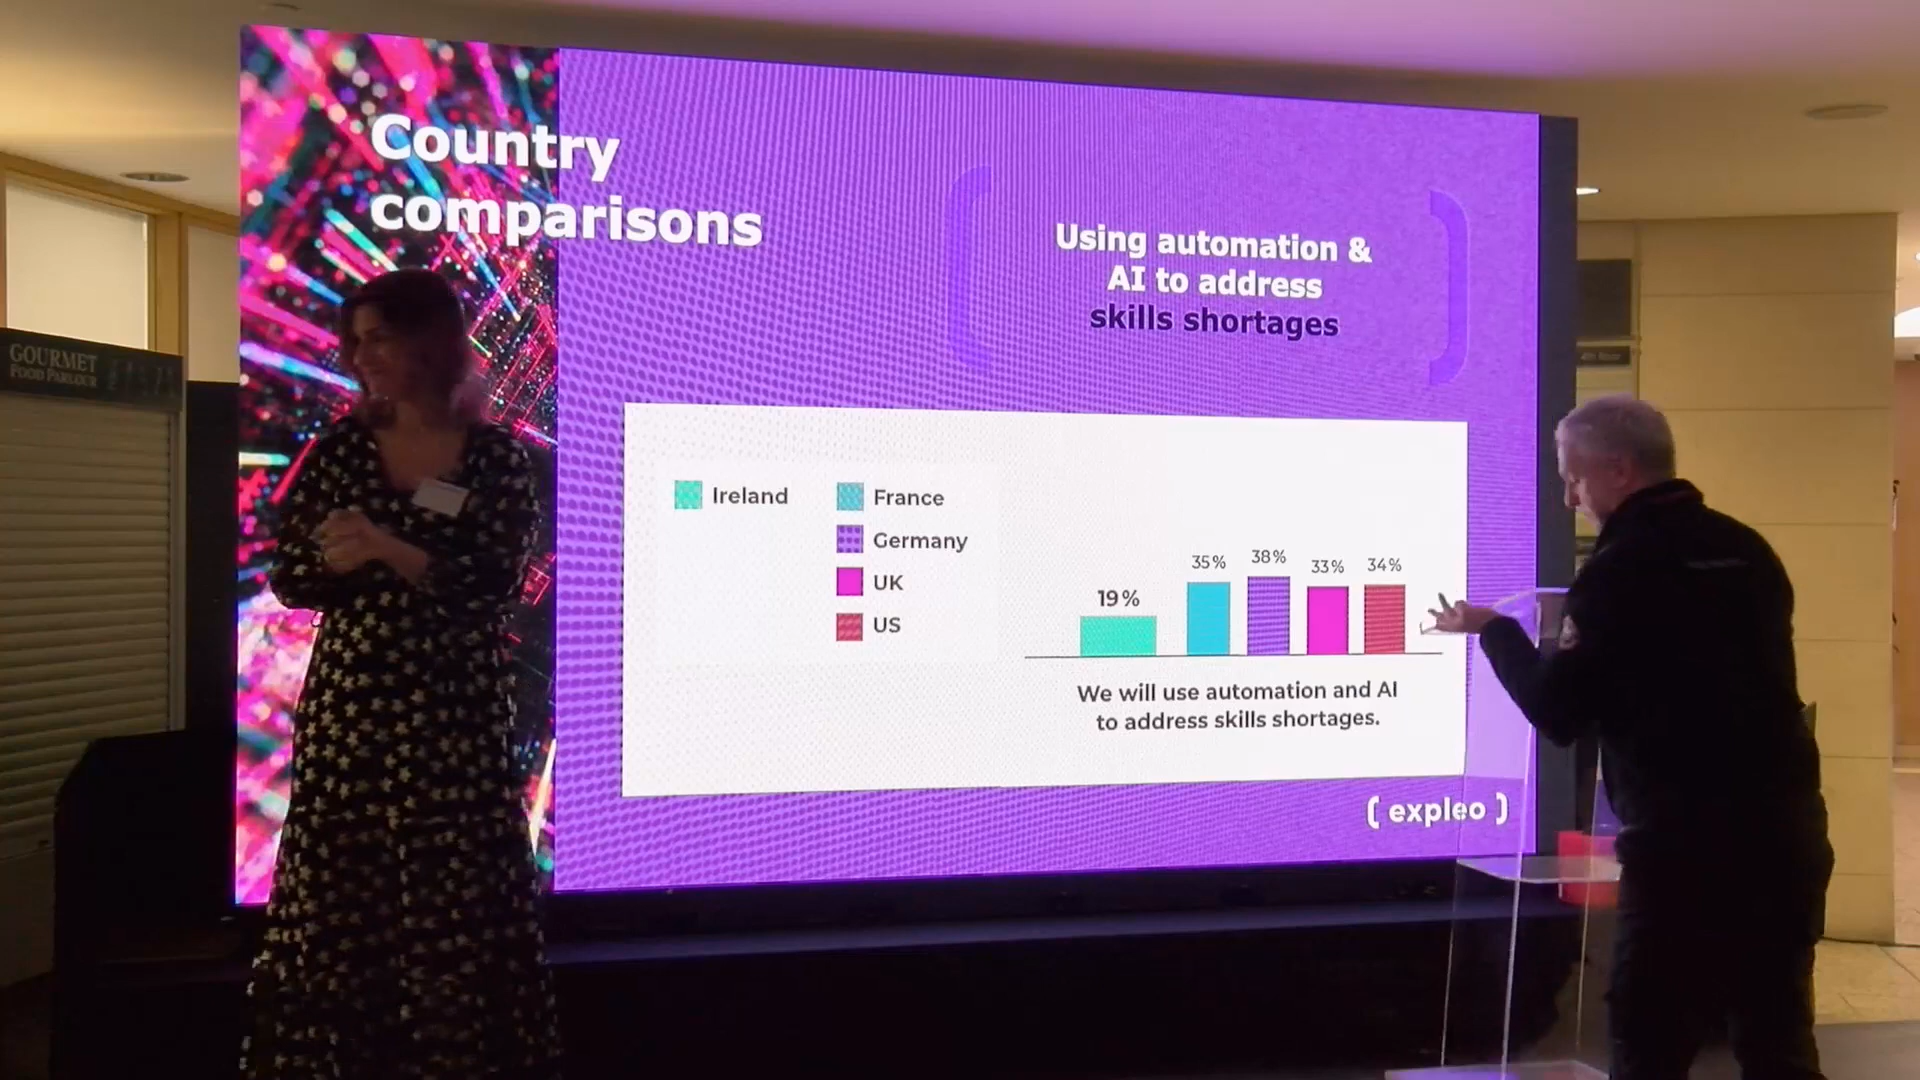 Country
comparisons
Using automation &
AI to address
skills shortages
GOURMET
FOOD PARLOUR
Ireland
France
Germany
UK
US
19%
35%
38%
33%
34%
We will use automation and AI
to address skills shortages.
( expleo )